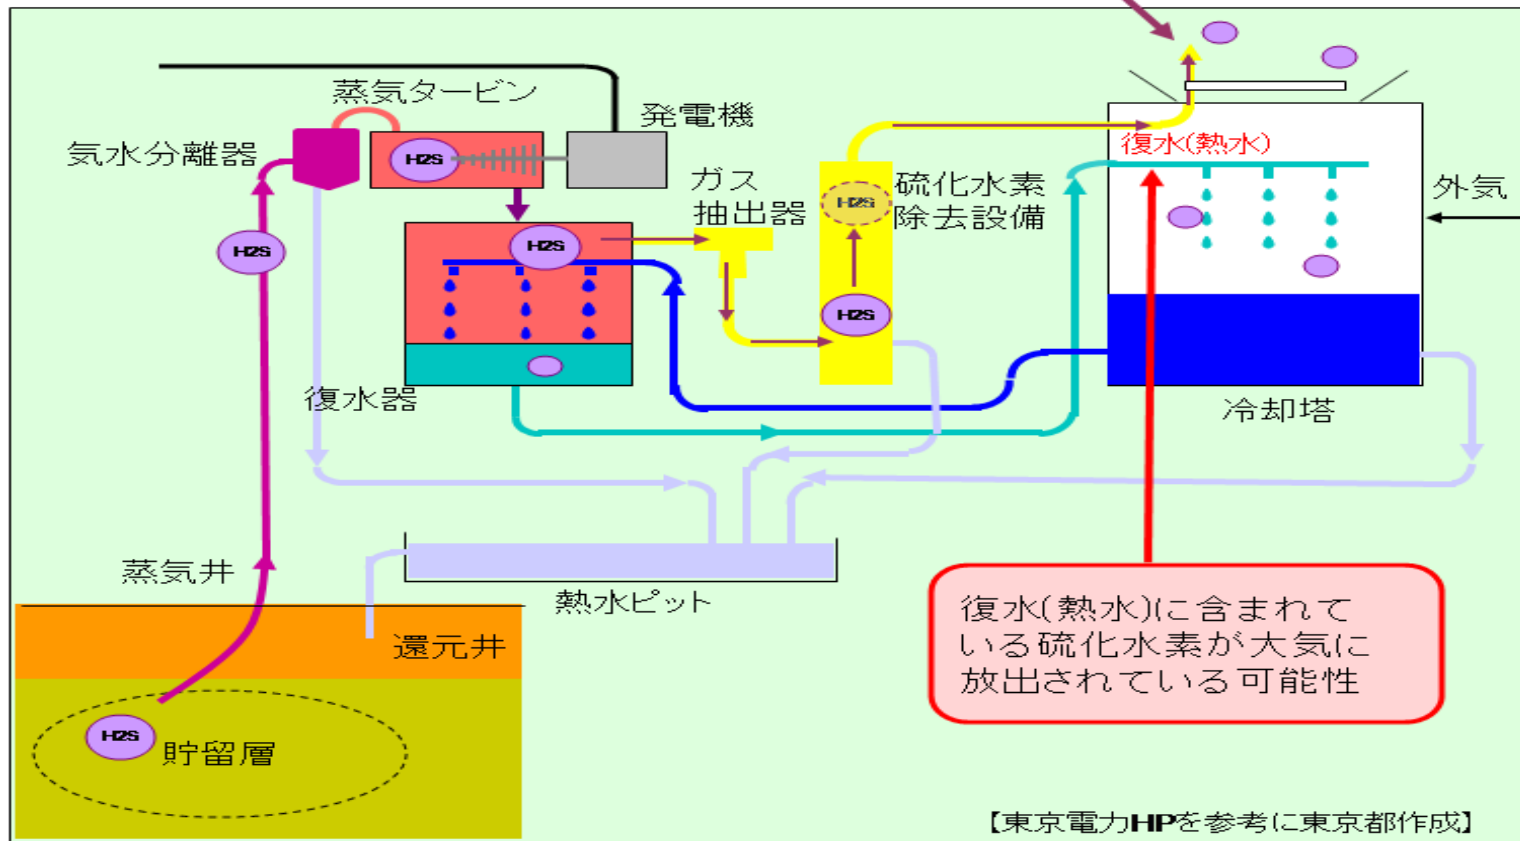 蒸気タービン
発電機
気水分離器
H2S
ガス
抽出器
H2S
硫化水素
除去設備
復水(熱水)
外気
H2S
H2S
H2S
復水器
冷却塔
蒸気井
熱水ピット
還元井
復水(熱水)に含まれて
いる硫化水素が大気に
放出されている可能性
H2S
貯留層
【東京電力HPを参考に東京都作成】